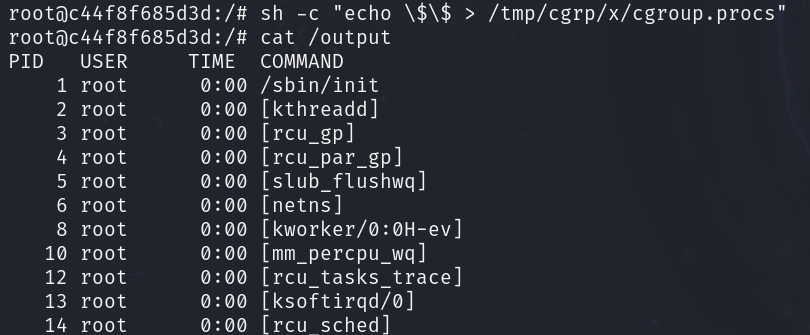 root@c44f8f685d3d:/# sh -c "echo \$\$ > /tmp/cgrp/x/cgroup.procs"
root@c44f8f685d3d:/# cat /output
PID   USER     TIME  COMMAND
    1 root      0:00 /sbin/init
    2 root      0:00 [kthreadd]
    3 root      0:00 [rcu_gp]
    4 root      0:00 [rcu_par_gp]
    5 root      0:00 [slub_flushwq]
    6 root      0:00 [netns]
    8 root      0:00 [kworker/0:0H-ev]
   10 root      0:00 [mm_percpu_wq]
   12 root      0:00 [rcu_tasks_trace]
   13 root      0:00 [ksoftirqd/0]
   14 root      0:00 [rcu_sched]